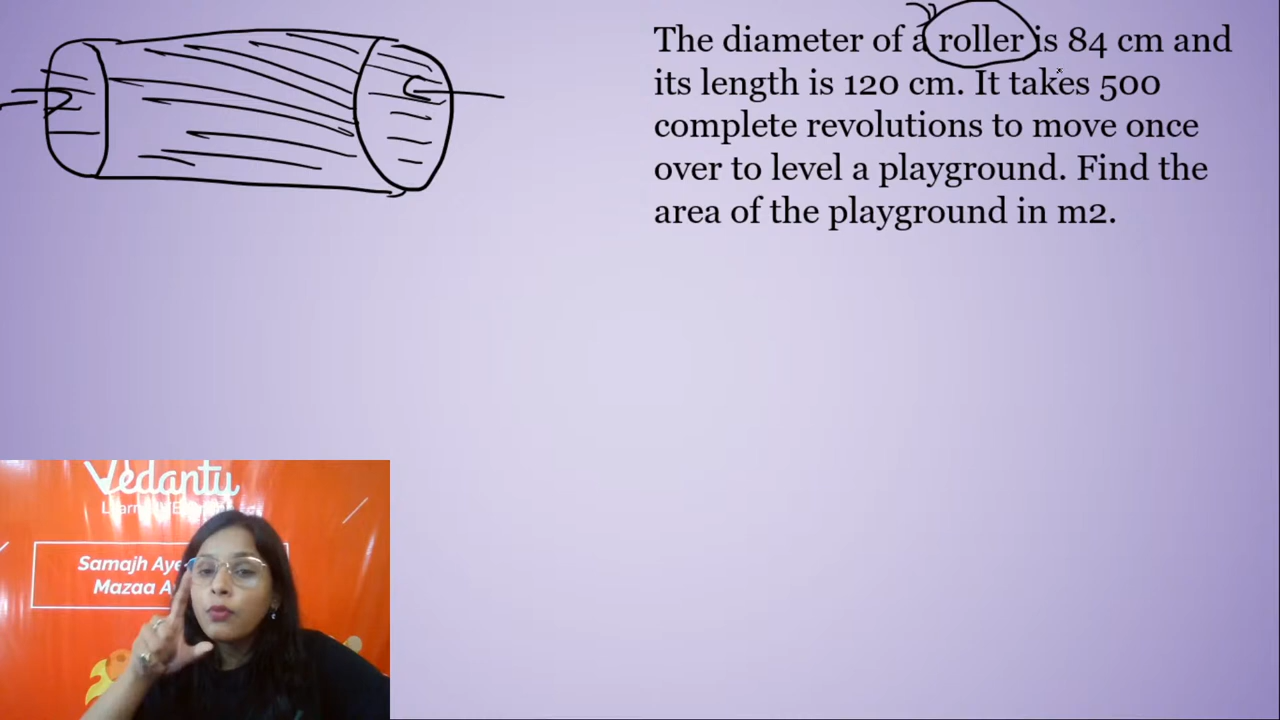 The diameter of a roller is 84 cm and
its length is 120 cm. It takes 500
complete revolutions to move once
over to level a playground. Find the
area of the playground in m2.
Vedantu
Samajh Aye
Mazaa A